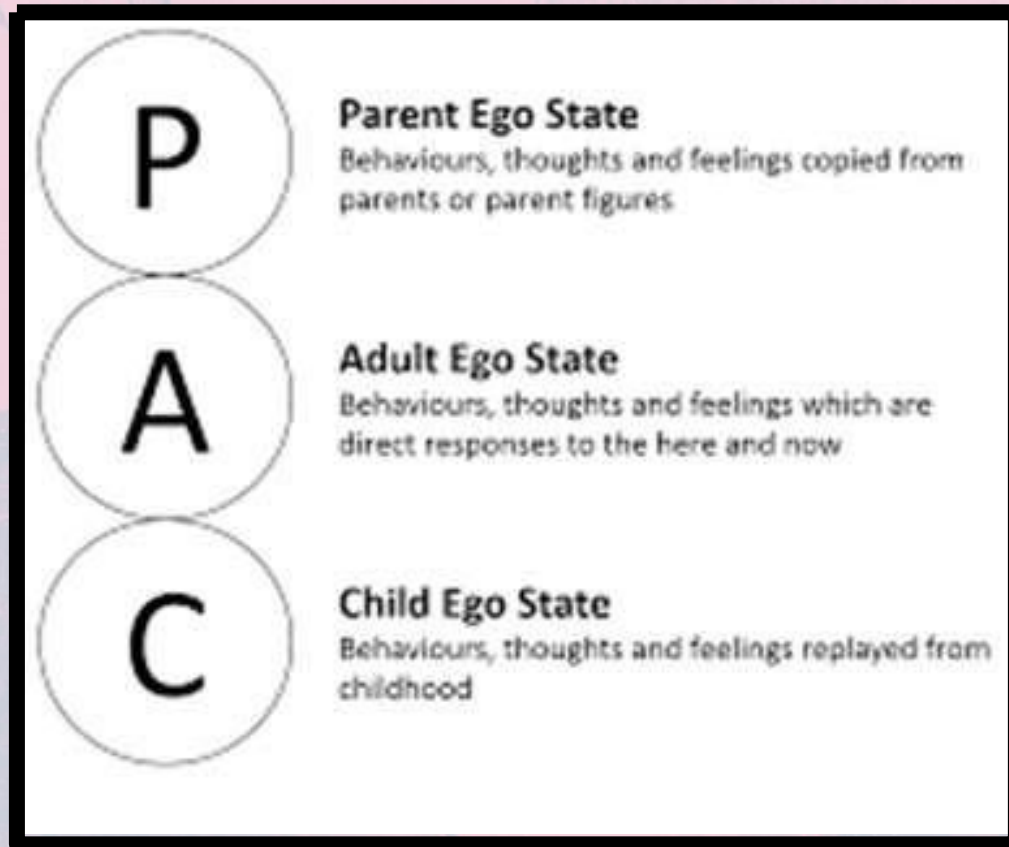 P
Parent Ego State
Behaviours, thoughts and feelings copied from
parents or parent figures
A
Adult Ego State
Behaviours, thoughts and feelings which are
direct responses to the here and now
C
Child Ego State
Behaviours, thoughts and feelings replayed from
childhood